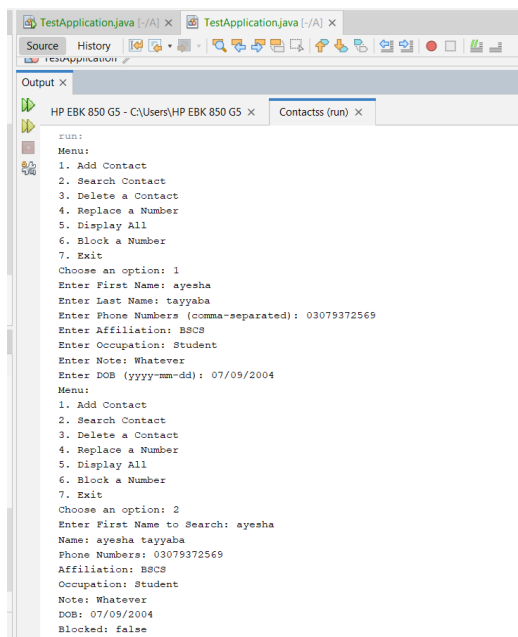 TestApplication.java [-/A] × TestApplication.java [-/A] ×
Source History
TestApplication
Output ×
HP EBK 850 G5 - C:\Users\HP EBK 850 G5 × Contactss (run) ×
run:
Menu:
1. Add Contact
2. Search Contact
3. Delete a Contact
4. Replace a Number
5. Display All
6. Block a Number
7. Exit
Choose an option: 1
Enter First Name: ayesha
Enter Last Name: tayyaba
Enter Phone Numbers (comma-separated): 03079372569
Enter Affiliation: BSCS
Enter Occupation: Student
Enter Note: Whatever
Enter DOB (yyyy-mm-dd): 07/09/2004
Menu:
1. Add Contact
2. Search Contact
3. Delete a Contact
4. Replace a Number
5. Display All
6. Block a Number
7. Exit
Choose an option: 2
Enter First Name to Search: ayesha
Name: ayesha tayyaba
Phone Numbers: 03079372569
Affiliation: BSCS
Occupation: Student
Note: Whatever
DOB: 07/09/2004
Blocked: false